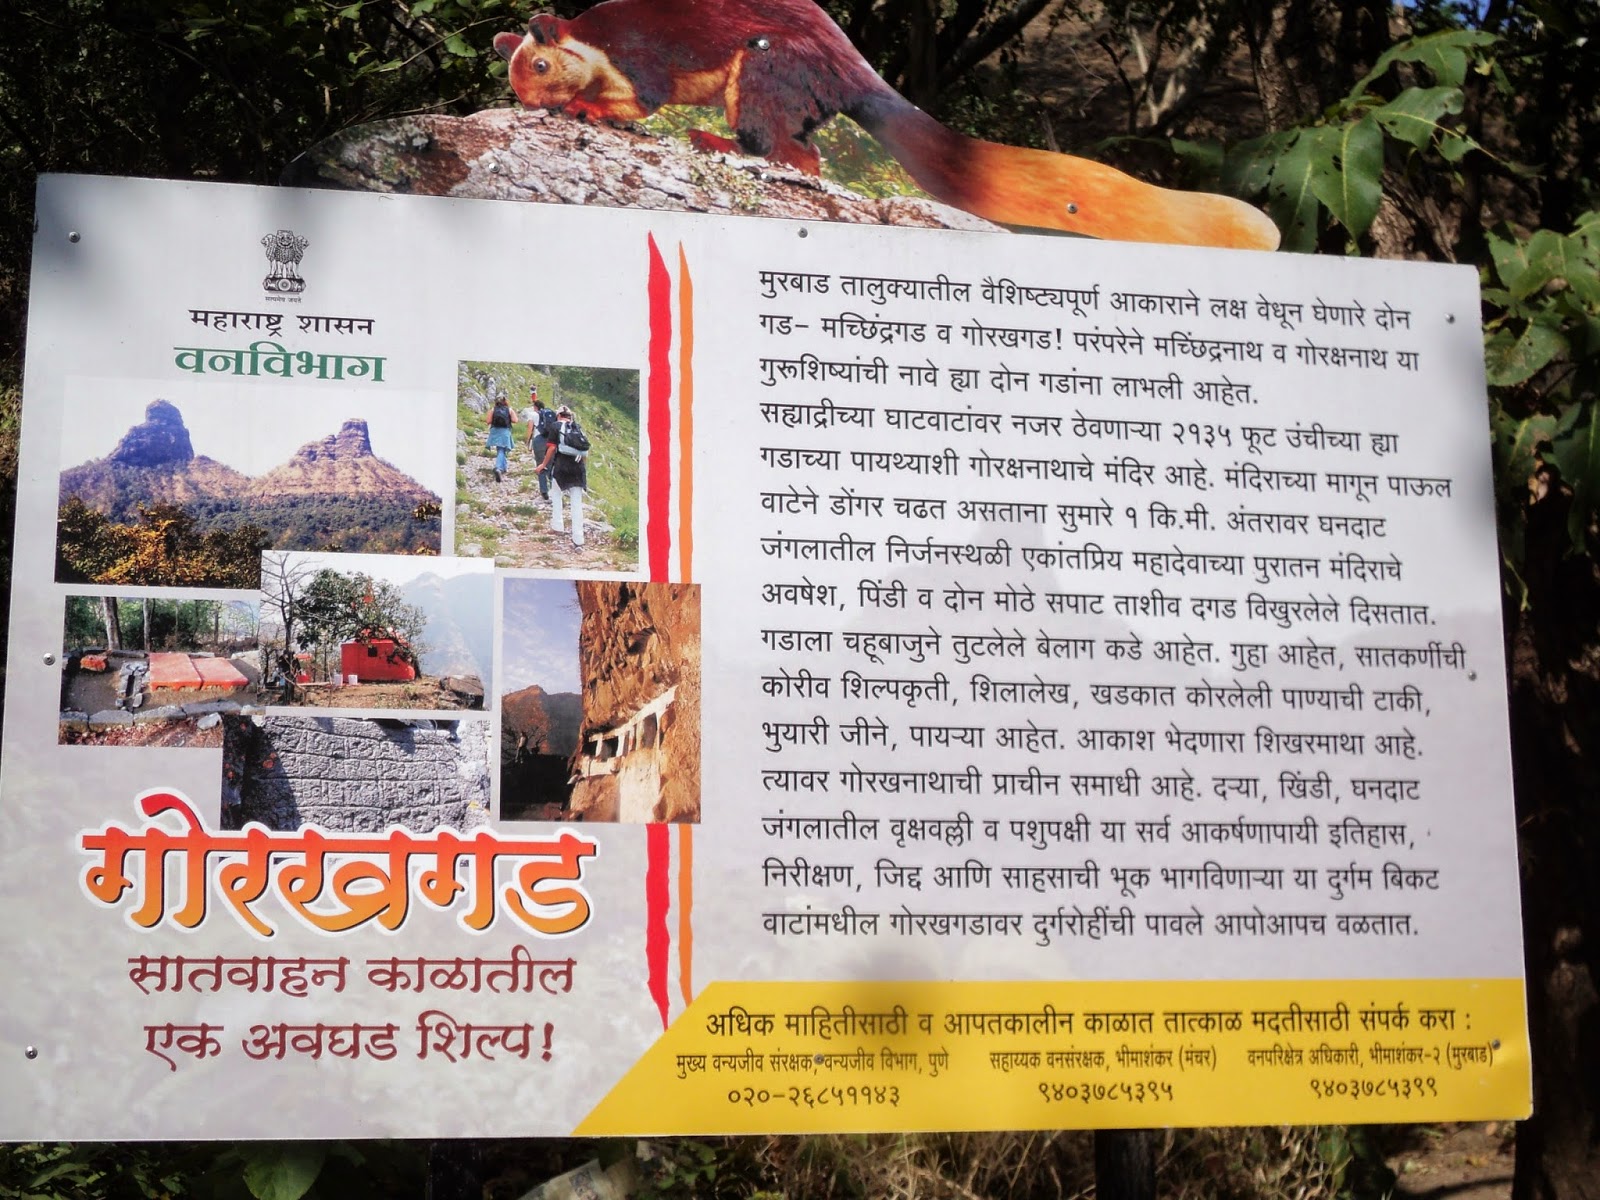 सत्यमेव जयते
महाराष्ट्र शासन
वनविभाग
गोरखगड
सातवाहन काळातील
एक अवघड शिल्प!
मुरबाड तालुक्यातील वैशिष्ट्यपूर्ण आकाराने लक्ष वेधून घेणारे दोन
गड- मच्छिंद्रगड व गोरखगड! परंपरेने मच्छिंद्रनाथ व गोरक्षनाथ या
गुरूशिष्यांची नावे ह्या दोन गडांना लाभली आहेत.
सह्याद्रीच्या घाटवाटांवर नजर ठेवणाऱ्या २१३५ फूट उंचीच्या ह्या
गडाच्या पायथ्याशी गोरक्षनाथाचे मंदिर आहे. मंदिराच्या मागून पाऊल
वाटेने डोंगर चढत असताना सुमारे १ कि.मी. अंतरावर घनदाट
जंगलातील निर्जनस्थळी एकांतप्रिय महादेवाच्या पुरातन मंदिराचे
अवषेश, पिंडी व दोन मोठे सपाट ताशीव दगड विखुरलेले दिसतात.
गडाला चहूबाजुने तुटलेले बेलाग कडे आहेत. गुहा आहेत, सातकर्णीची
कोरीव शिल्पकृती, शिलालेख, खडकात कोरलेली पाण्याची टाकी,
भुयारी जीने, पायऱ्या आहेत. आकाश भेदणारा शिखरमाथा आहे.
त्यावर गोरखनाथाची प्राचीन समाधी आहे. दऱ्या, खिंडी, घनदाट
जंगलातील वृक्षवल्ली व पशुपक्षी या सर्व आकर्षणापायी इतिहास,
निरीक्षण, जिद्द आणि साहसाची भूक भागविणाऱ्या या दुर्गम बिकट
वाटांमधील गोरखगडावर दुर्गरोहींची पावले आपोआपच वळतात.
अधिक माहितीसाठी व आपतकालीन काळात तात्काळ मदतीसाठी संपर्क करा :
मुख्य वन्यजीव संरक्षक, वन्यजीव विभाग, पुणे
०२०-२६८५११४३
सहाय्यक वनसंरक्षक, भीमाशंकर (मंचर)
९४०३७८५३९५
वनपरिक्षेत्र अधिकारी, भीमाशंकर-२ (मुरबाड)
९४०३७८५३९९